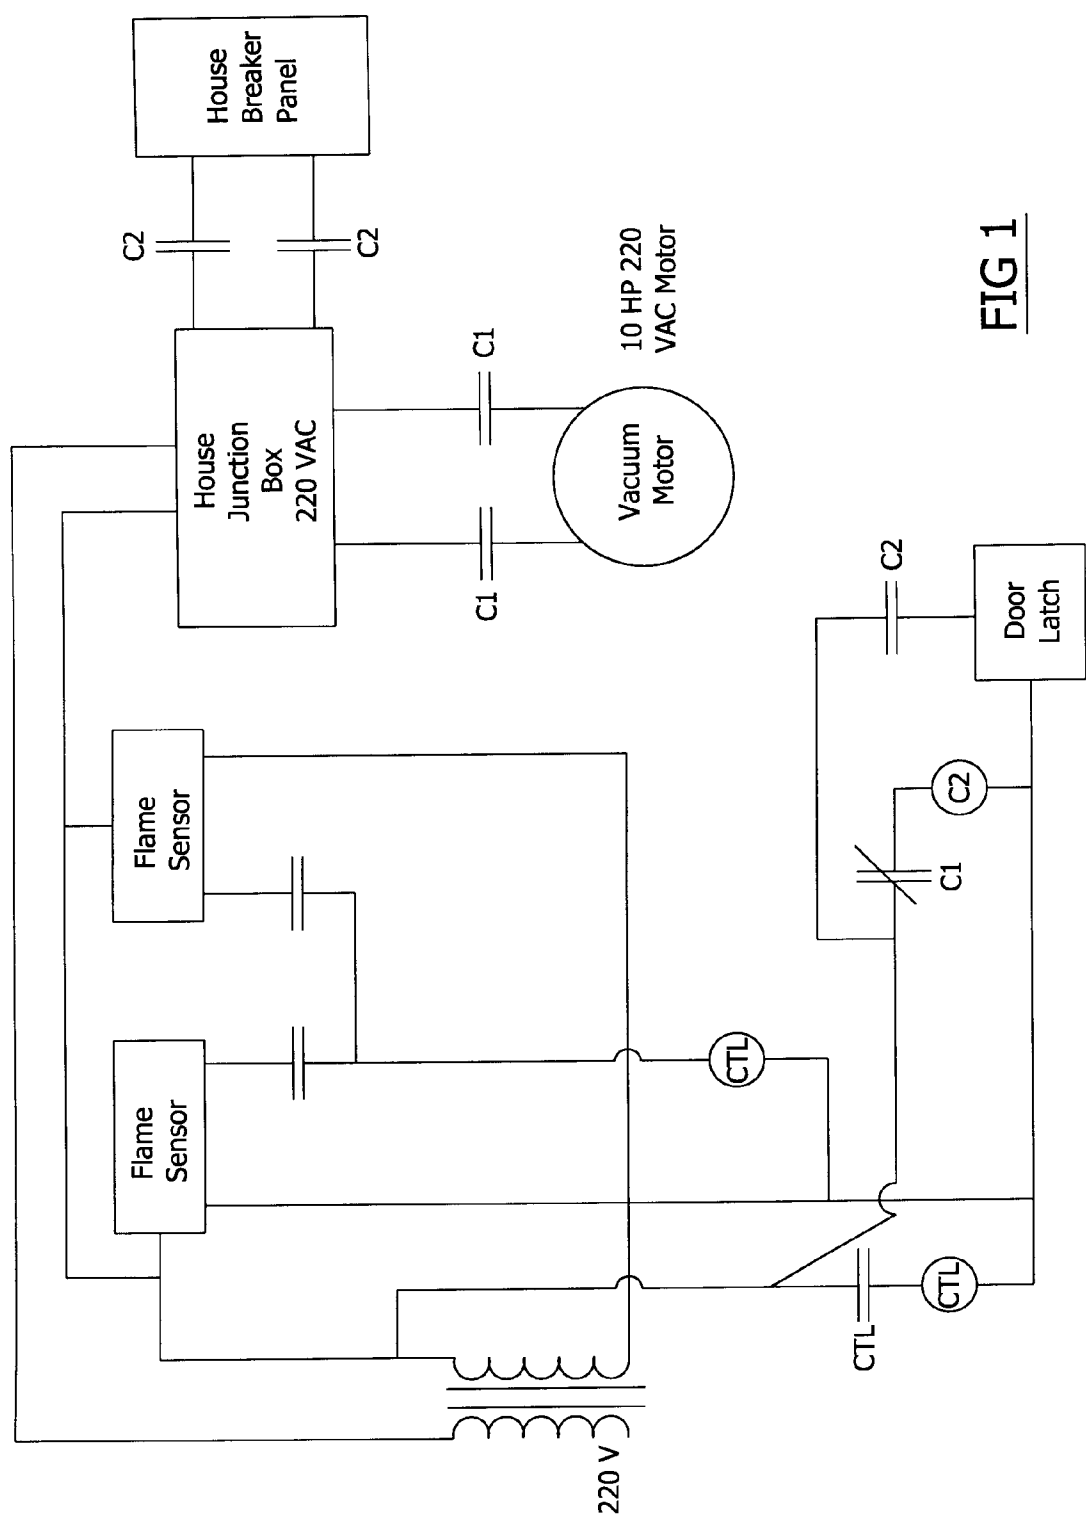 House
Breaker
Panel
C2
C2
House
Junction
Box
220 VAC
C1
C1
10 HP 220
VAC Motor
Vacuum
Motor
Flame
Sensor
Flame
Sensor
CTL
CTL
CTL
C1
C2
C2
Door
Latch
220 V
FIG 1